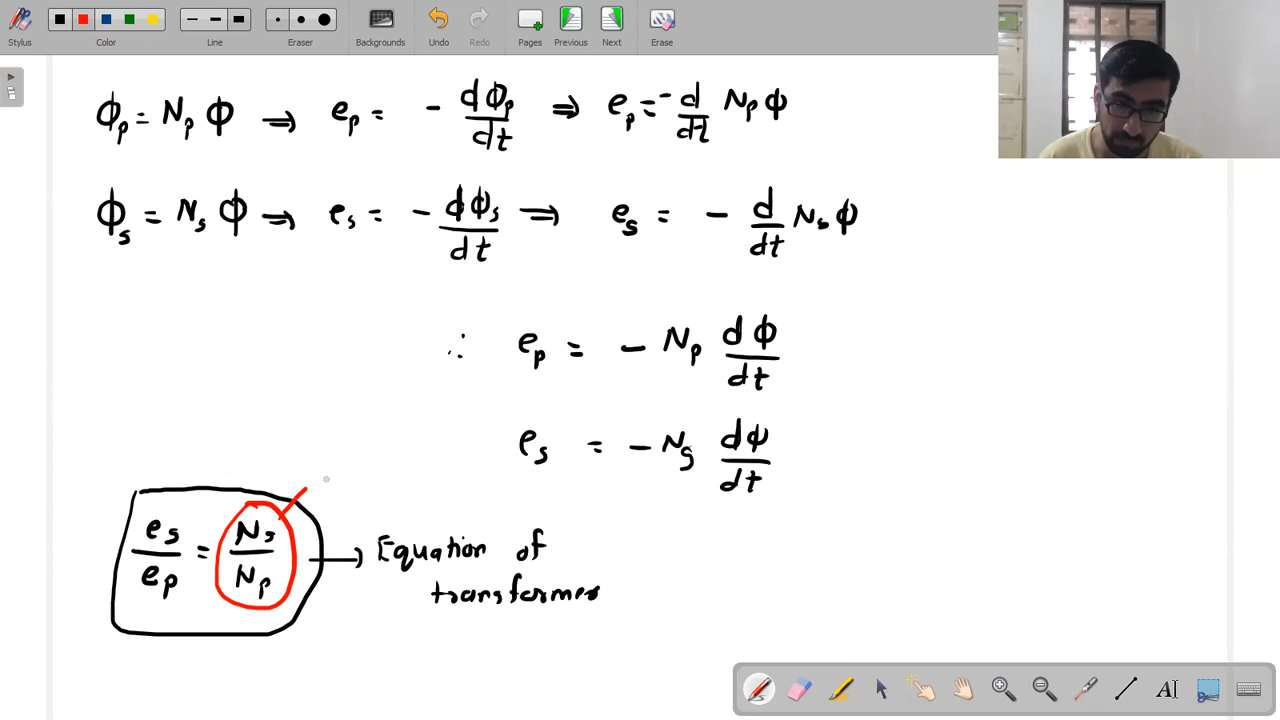 Stylus Color Line Eraser Backgrounds Undo Redo Pages Previous Next Erase
ϕₚ = Nₚ ϕ ⇒ eₚ = - dϕₚ/dt ⇒ eₚ = - d/dt Nₚ ϕ
ϕₛ = Nₛ ϕ ⇒ eₛ = - dϕₛ/dt ⇒ eₛ = - d/dt Nₛ ϕ
∴ eₚ = - Nₚ dϕ/dt
eₛ = - Nₛ dϕ/dt
eₛ/eₚ = Nₛ/Nₚ → Equation of
transformer